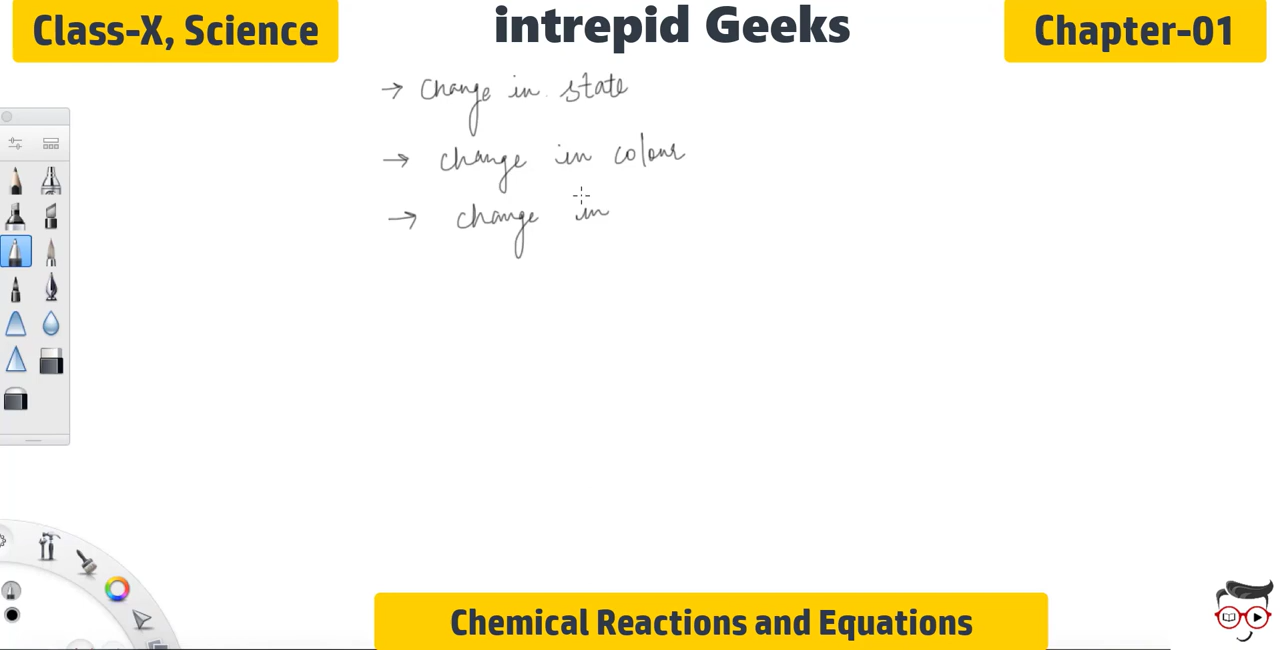 Class-X, Science
intrepid Geeks
Chapter-01
→ Change in state
→ change in colour
→ change in
Chemical Reactions and Equations